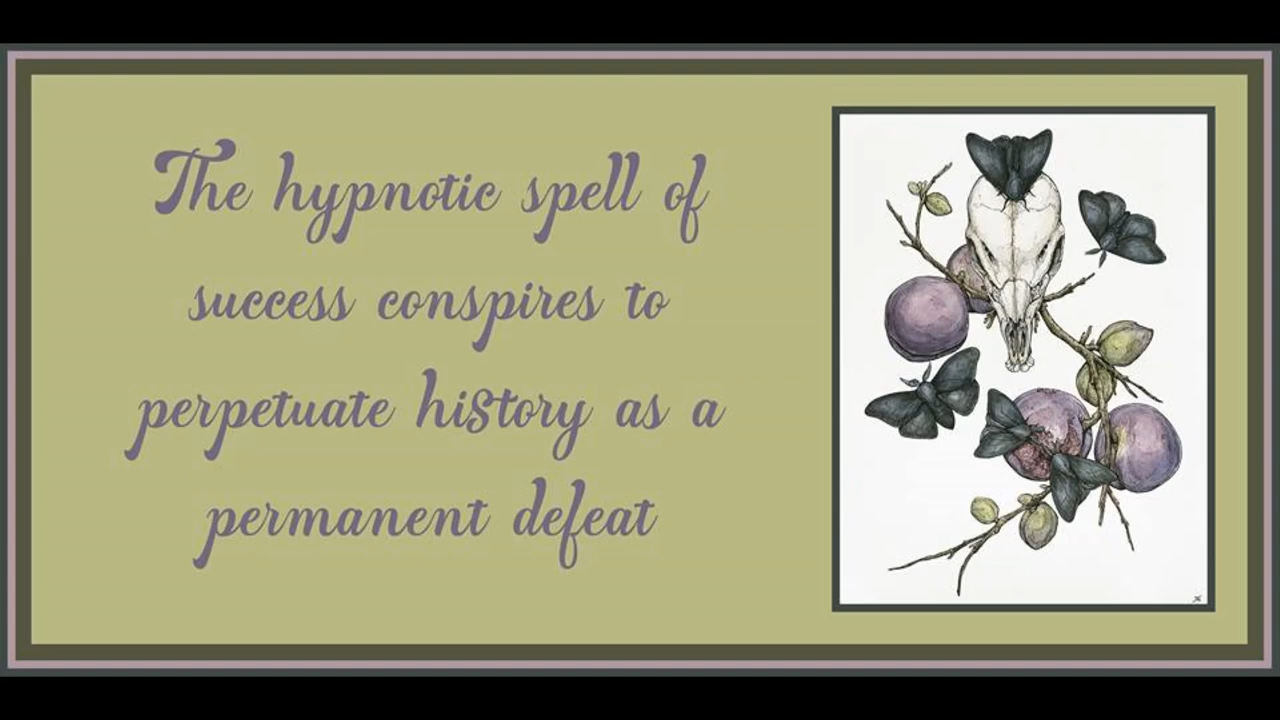 The hypnotic spell of
success conspires to
perpetuate history as a
permanent defeat